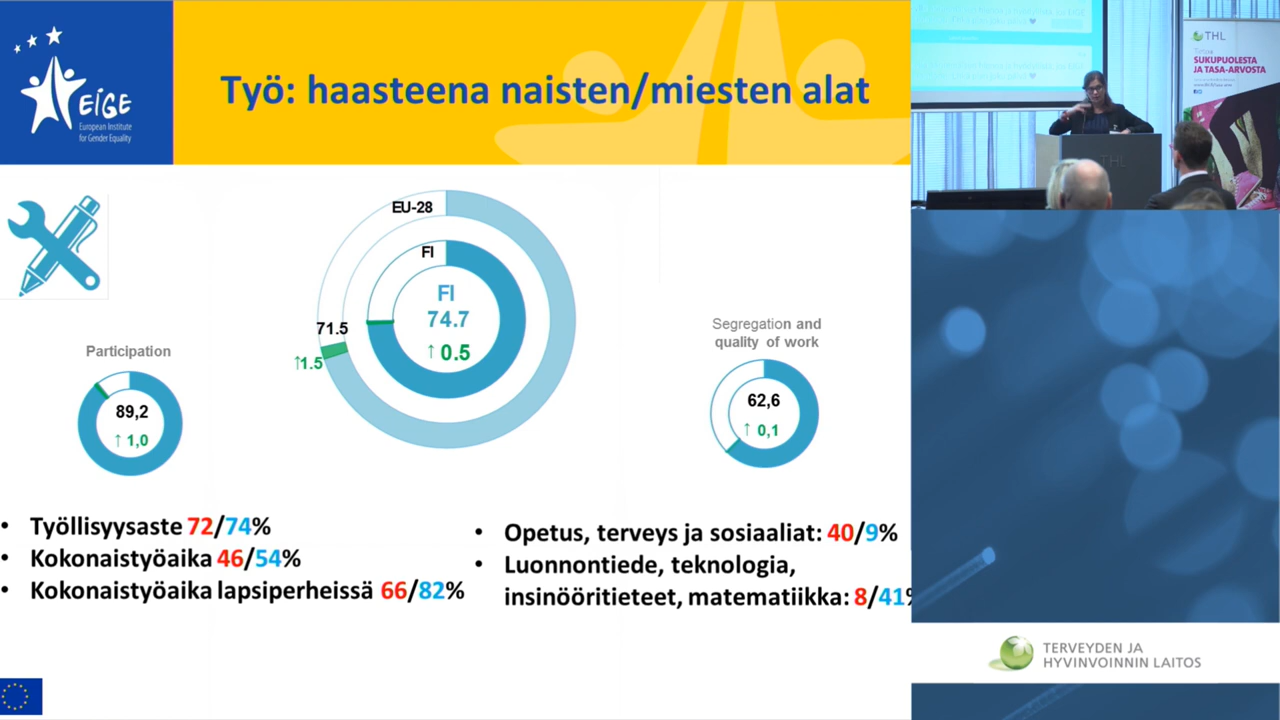 EIGE
European Institute
for Gender Equality
Työ: haasteena naisten/miesten alat
EU-28
FI
FI
74.7
↑ 0.5
71.5
↑1.5
Participation
89,2
↑ 1,0
Segregation and
quality of work
62,6
↑ 0,1
• Työllisyysaste 72/74%
• Kokonaistyöaika 46/54%
• Kokonaistyöaika lapsiperheissä 66/82%
• Opetus, terveys ja sosiaaliat: 40/9%
• Luonnontiede, teknologia,
insinööritieteet, matematiikka: 8/41%
THL
SUKUPUOLESTA
JA TASA-ARVOSTA
THL
TERVEYDEN JA
HYVINVOINNIN LAITOS